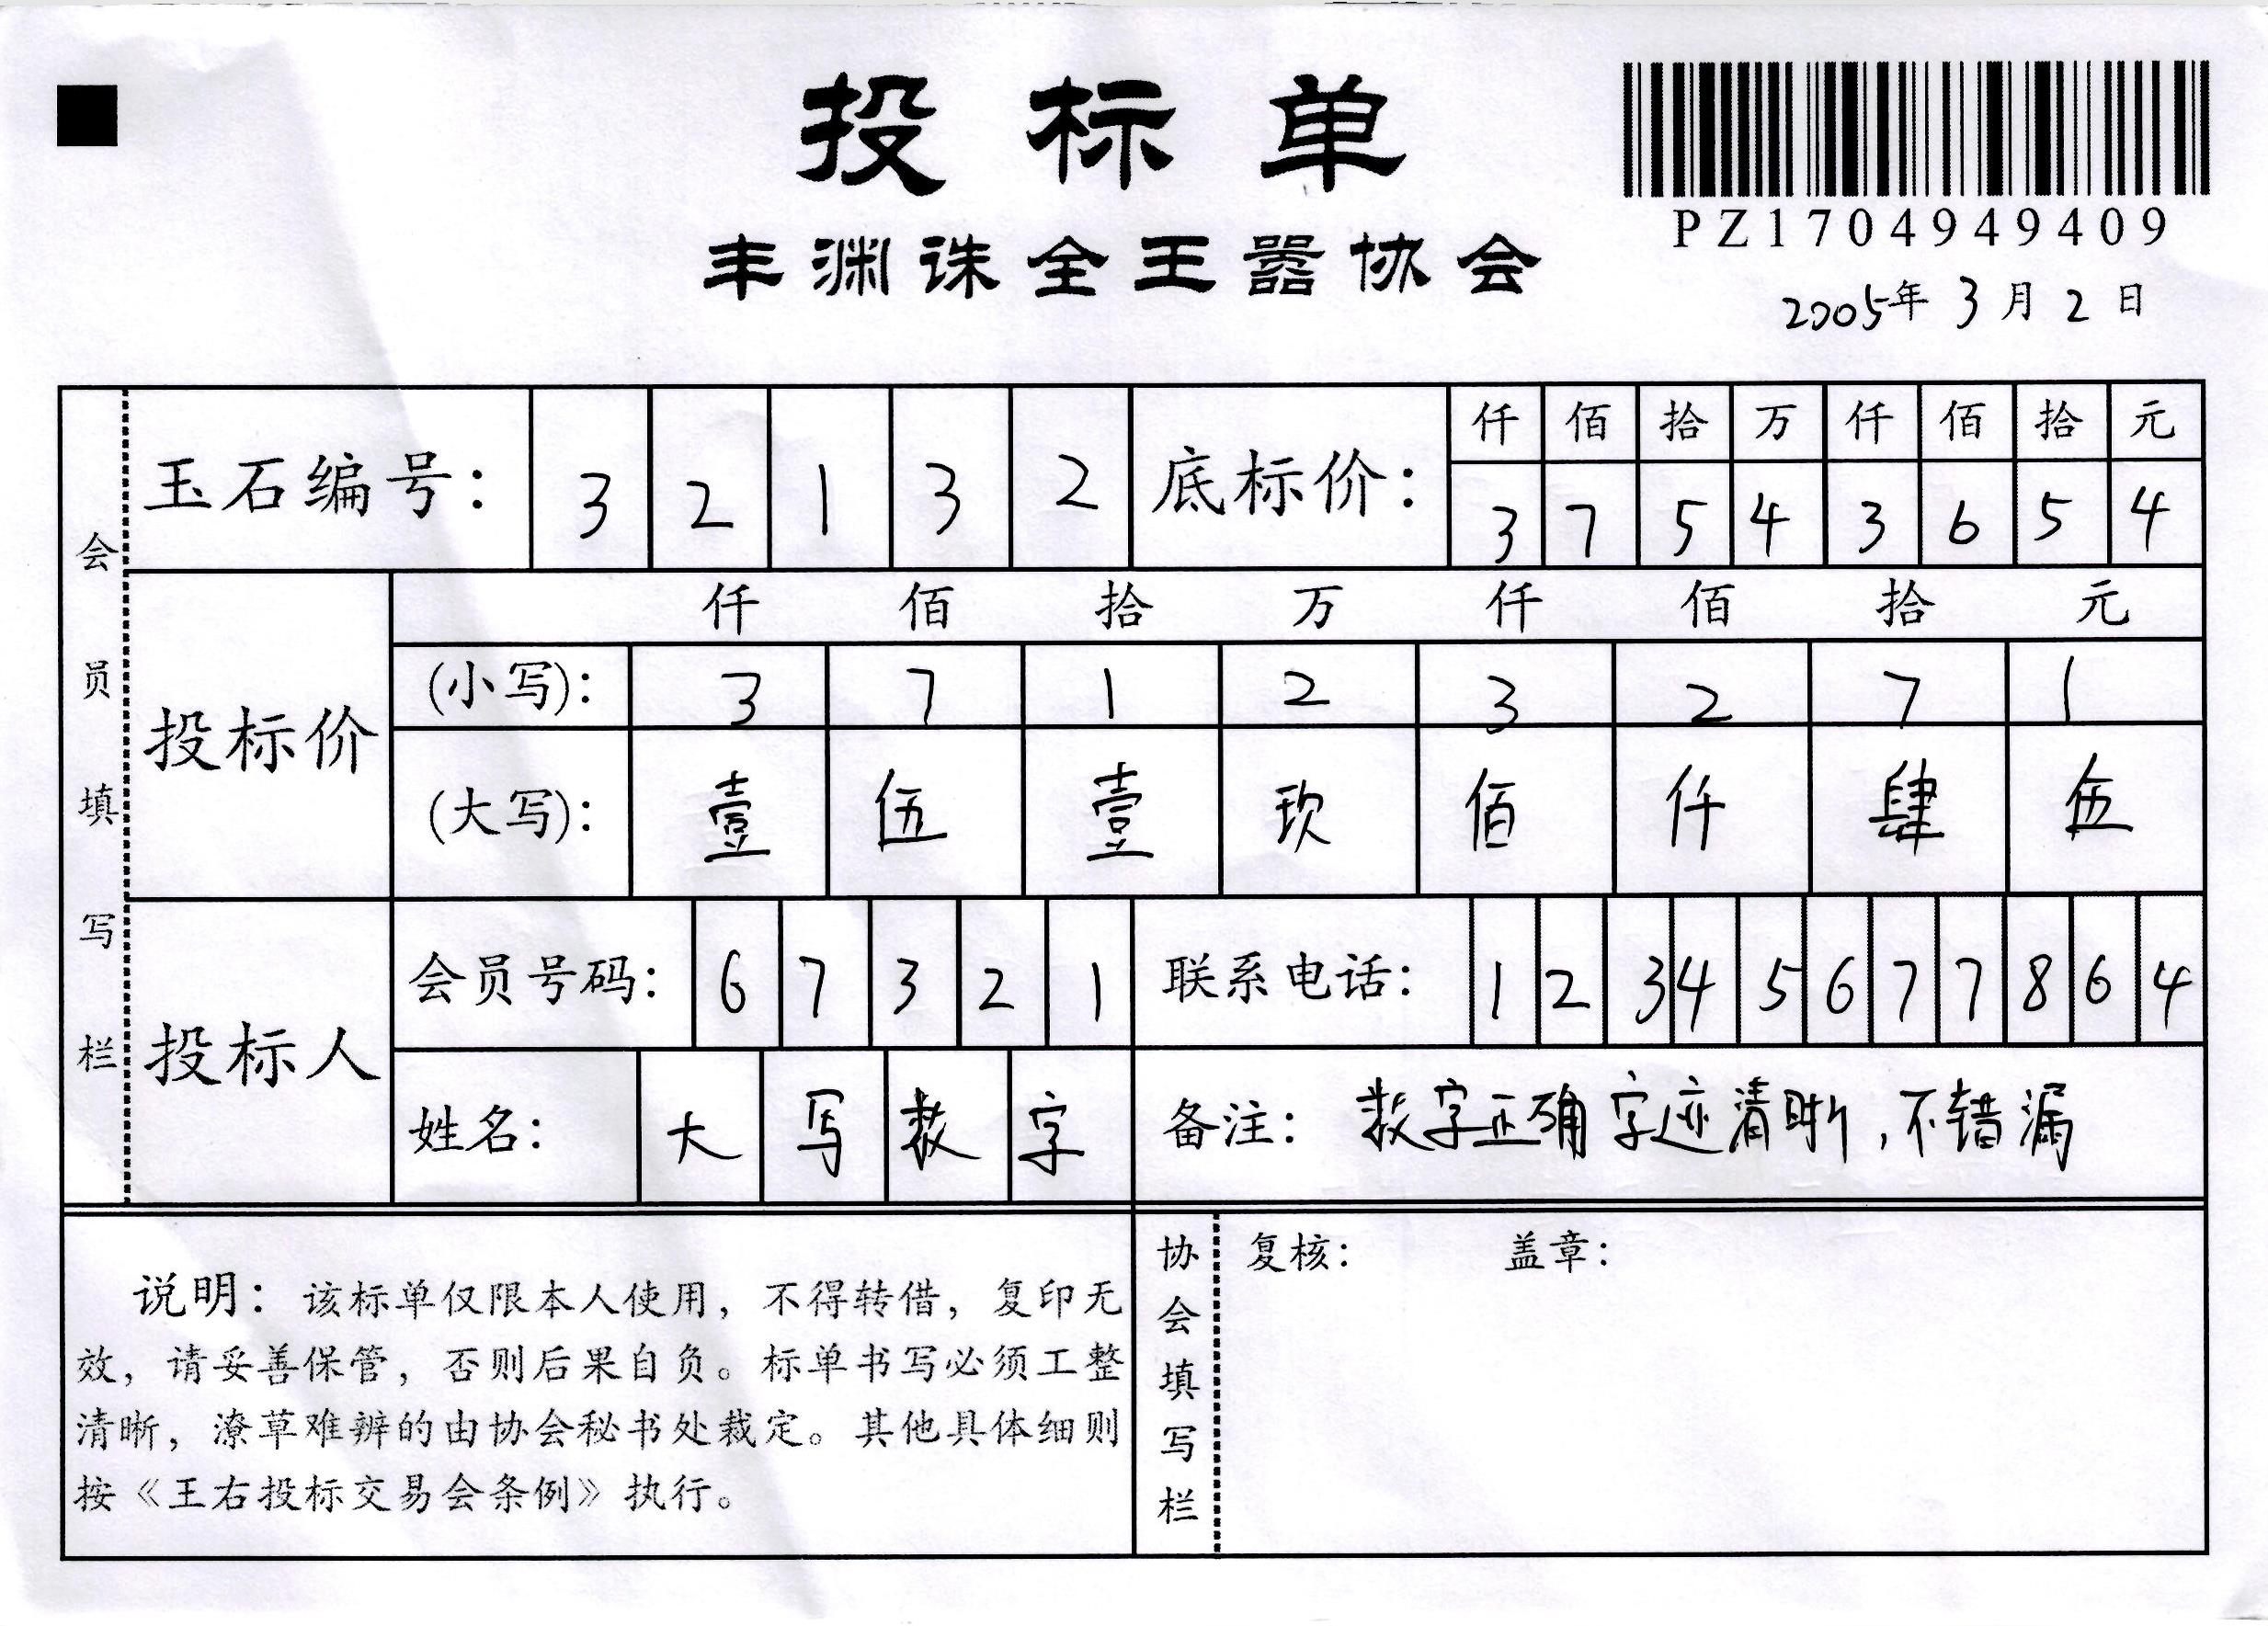 投标单
丰渊诛全王嚣协会
PZ1704949409
2005年3月2日
会员填写栏
玉石编号： 3 2 1 3 2 底标价： 仟 佰 拾 万 仟 佰 拾 元
3 7 5 4 3 6 5 4
投标价
仟 佰 拾 万 仟 佰 拾 元
(小写)： 3 7 1 2 3 2 7 1
(大写)： 壹 伍 壹 玖 佰 仟 肆 伍
投标人
会员号码： 6 7 3 2 1 联系电话： 1 2 3 4 5 6 7 7 8 6 4
姓名： 大 写 数 字 备注： 数字正确字迹清晰，不错漏
说明：该标单仅限本人使用，不得转借，复印无
效，请妥善保管，否则后果自负。标单书写必须工整
清晰，潦草难辨的由协会秘书处裁定。其他具体细则
按《王右投标交易会条例》执行。
协会填写栏
复核： 盖章：